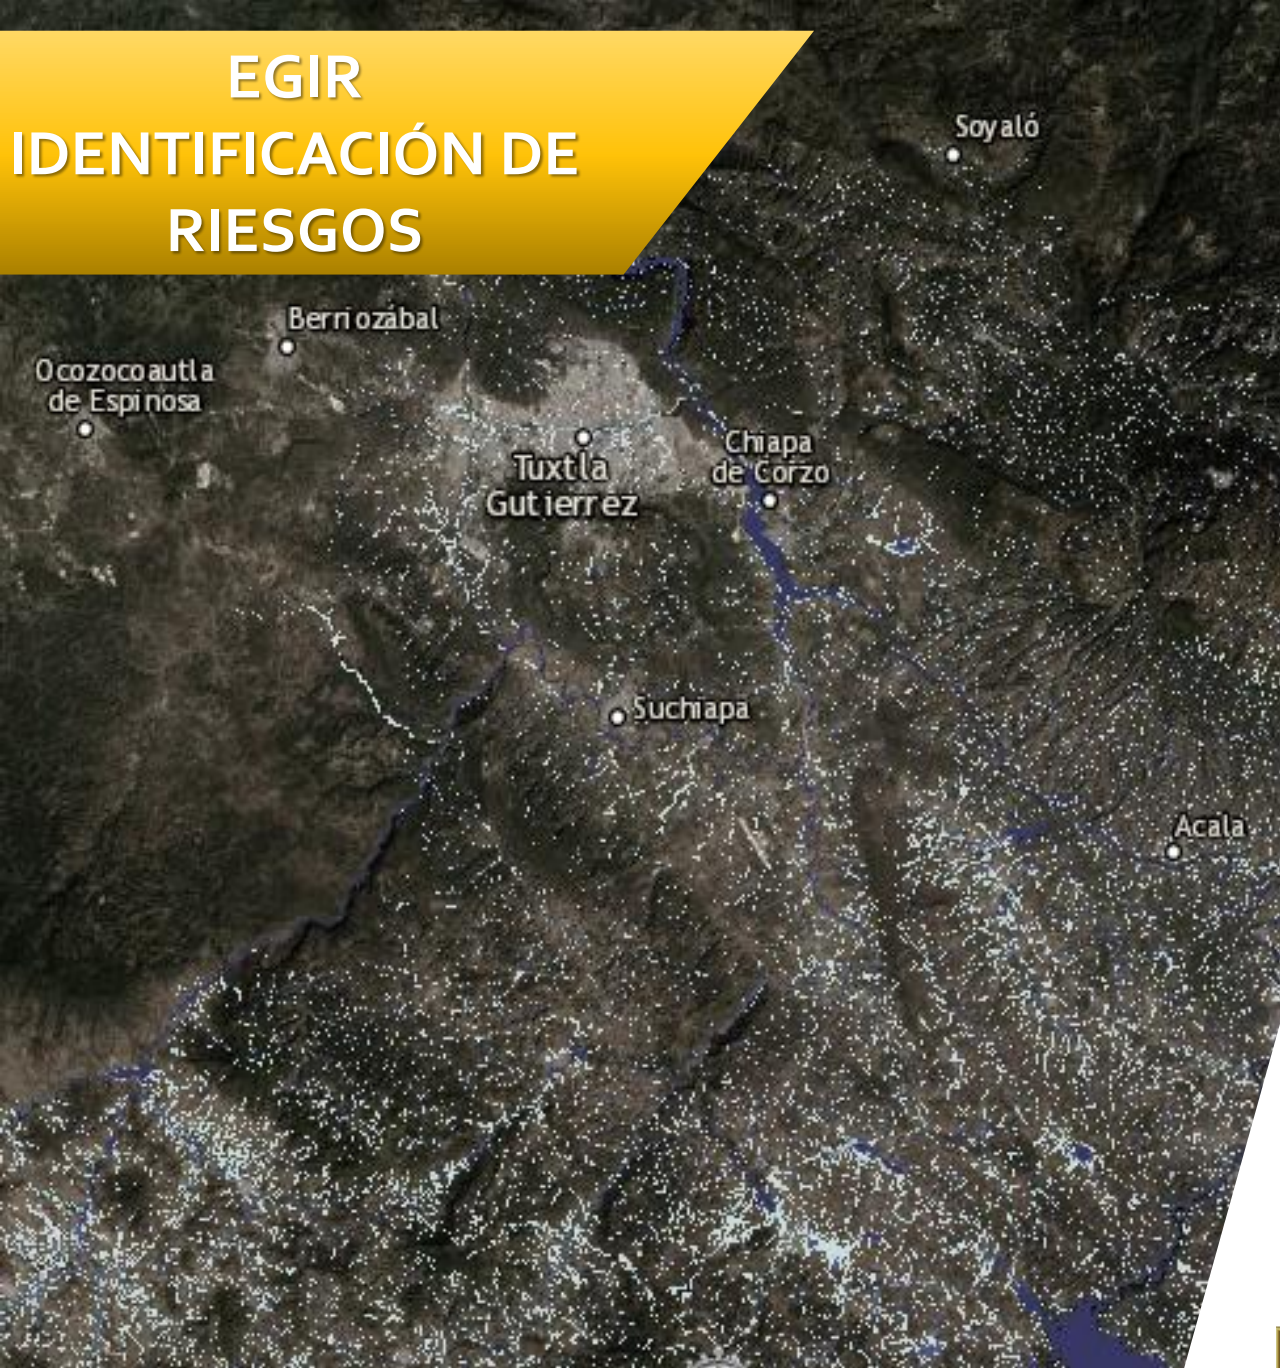 EGIR
IDENTIFICACIÓN DE
RIESGOS
Soyaló
Berriozábal
Ocozocoautla
de Espinosa
Chiapa
de Corzo
Tuxtla
Gutierrez
Suchiapa
Acala